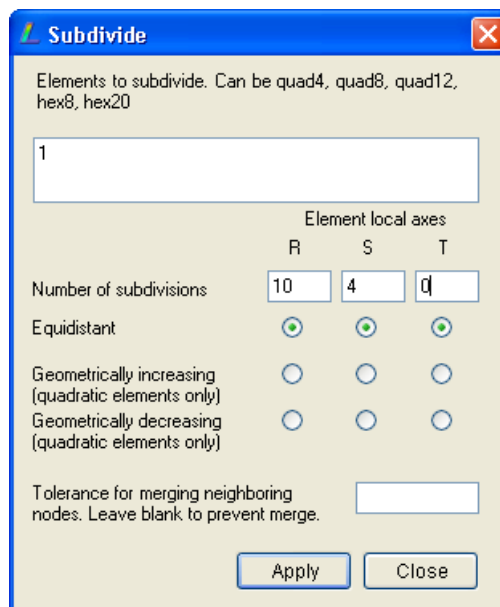 Subdivide
Elements to subdivide. Can be quad4, quad8, quad12,
hex8, hex20
1
Element local axes
R S T
Number of subdivisions 10 4 0
Equidistant
Geometrically increasing
(quadratic elements only)
Geometrically decreasing
(quadratic elements only)
Tolerance for merging neighboring
nodes. Leave blank to prevent merge.
Apply Close